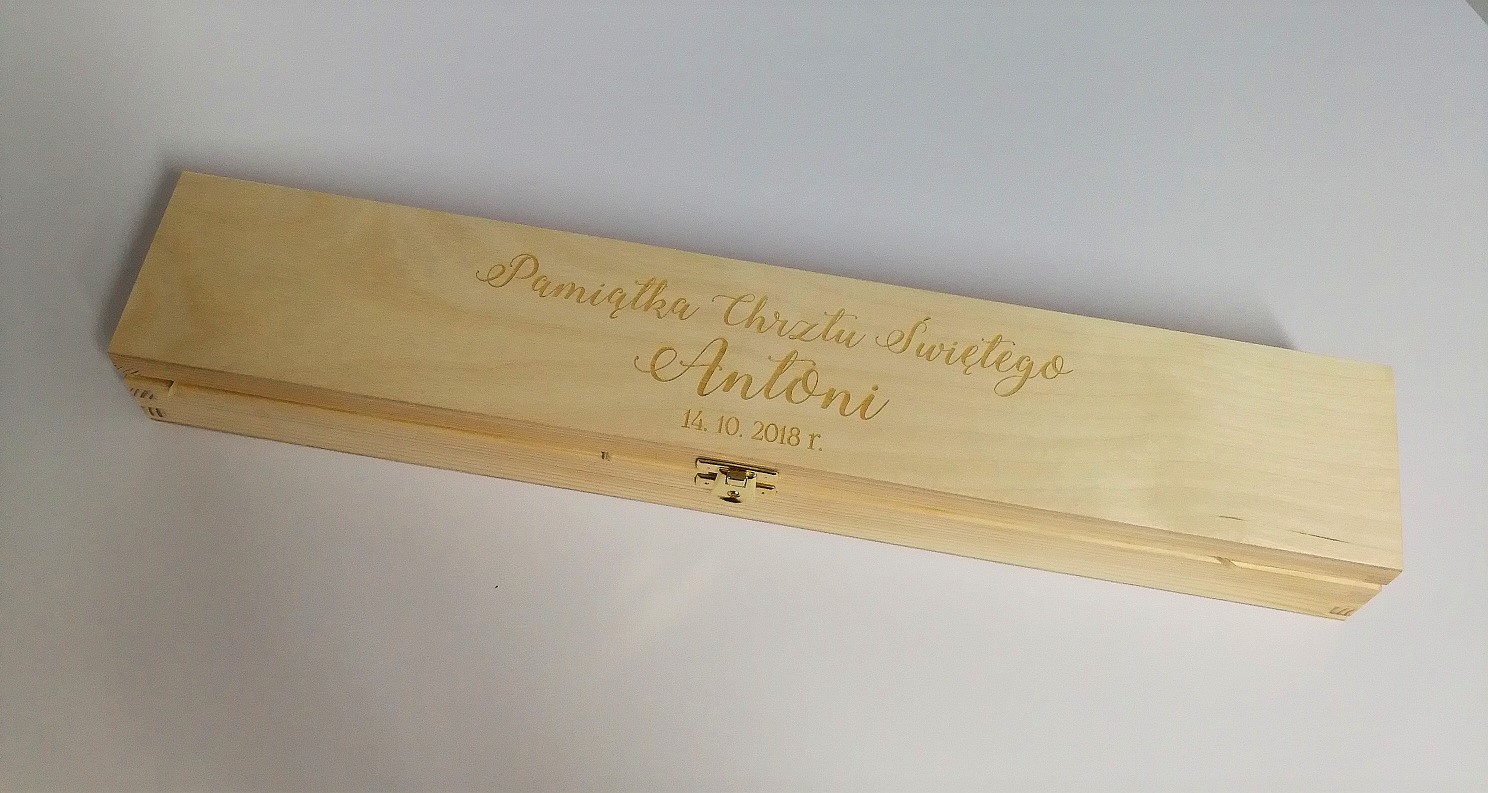 Pamiątka Chrztu Świętego
Antoni
14. 10. 2018 r.